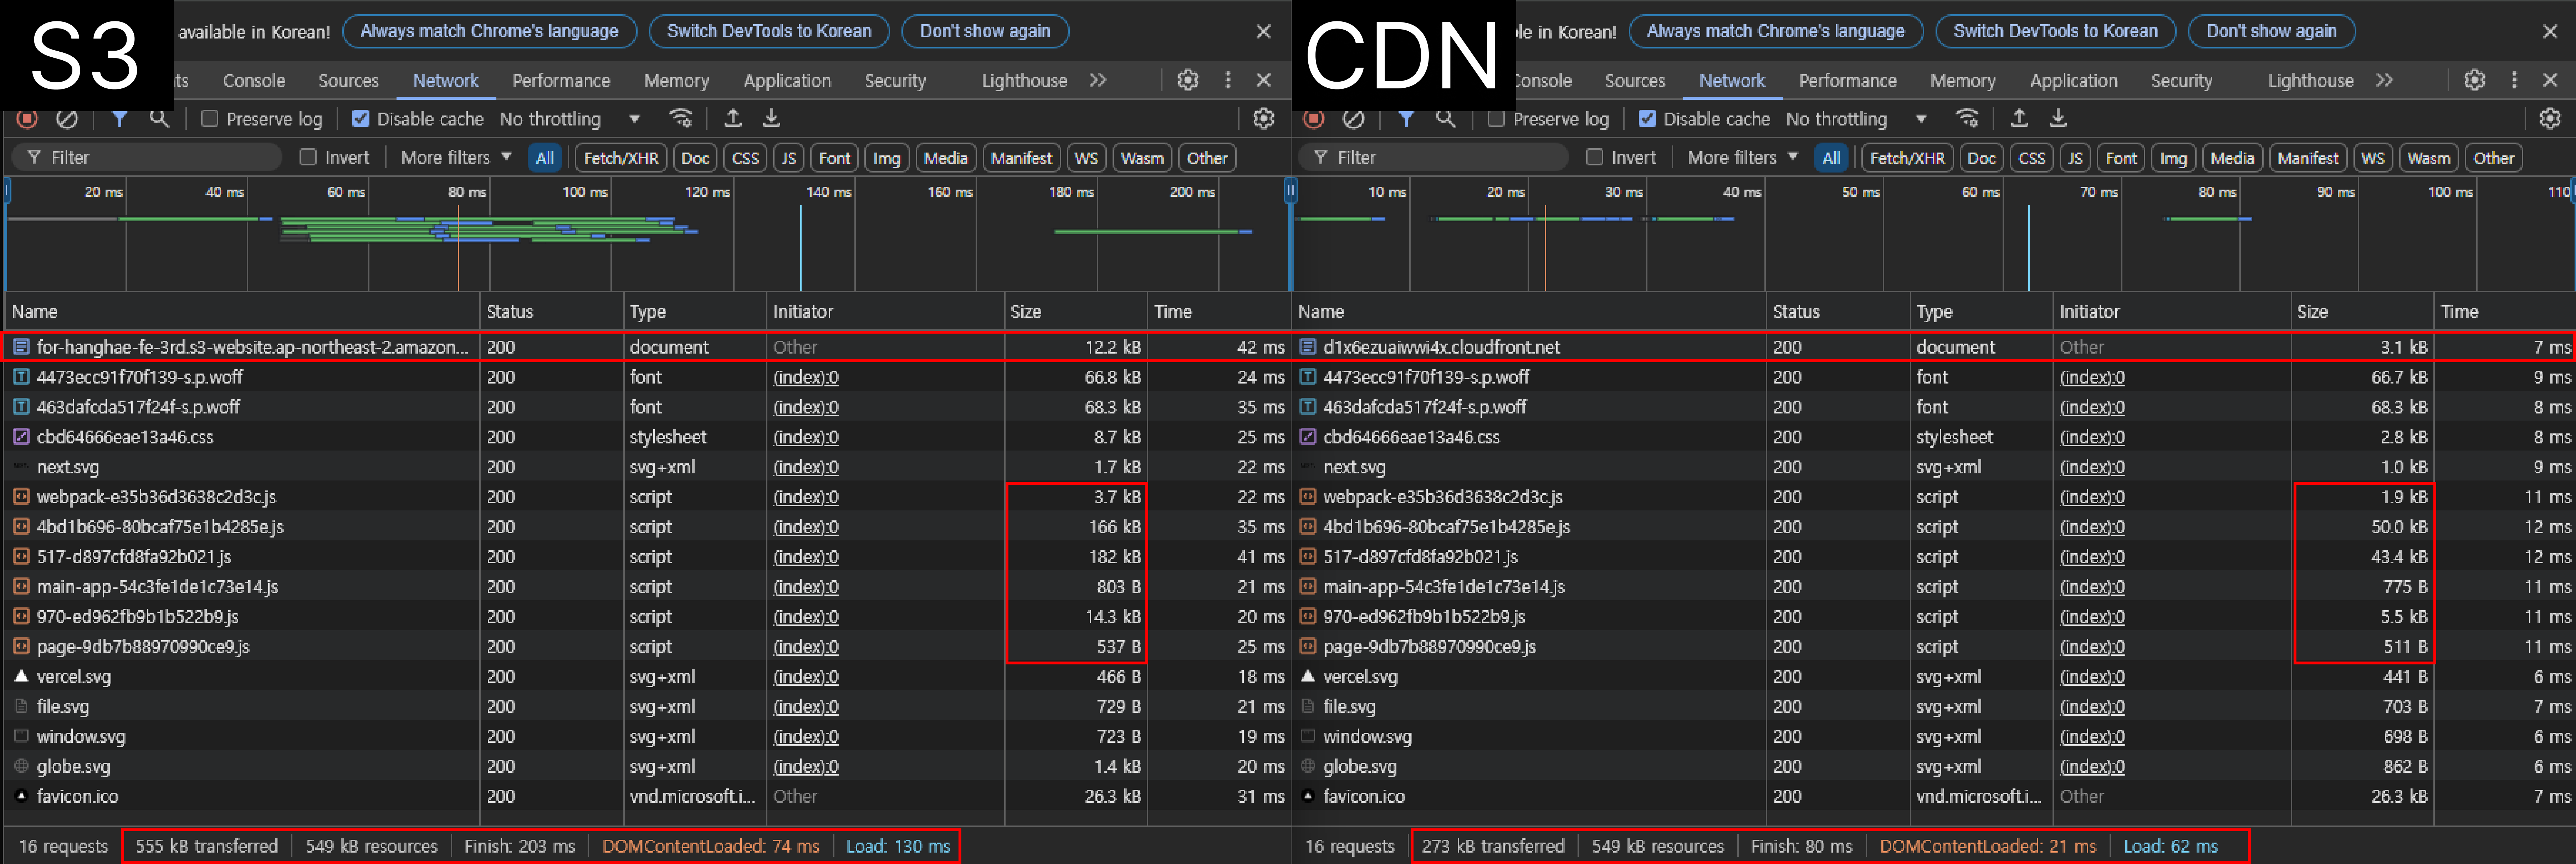 S3
available in Korean! Always match Chrome's language Switch DevTools to Korean Don't show again
Console Sources Network Performance Memory Application Security Lighthouse
Preserve log Disable cache No throttling
Filter Invert More filters All Fetch/XHR Doc CSS JS Font Img Media Manifest WS Wasm Other
20 ms 40 ms 60 ms 80 ms 100 ms 120 ms 140 ms 160 ms 180 ms 200 ms
Name Status Type Initiator Size Time
for-hanghae-fe-3rd.s3-website.ap-northeast-2.amazon... 200 document Other 12.2 kB 42 ms
4473ecc91f70f139-s.p.woff 200 font (index):0 66.8 kB 24 ms
463dafcda517f24f-s.p.woff 200 font (index):0 68.3 kB 35 ms
cbd64666eae13a46.css 200 stylesheet (index):0 8.7 kB 25 ms
next.svg 200 svg+xml (index):0 1.7 kB 22 ms
webpack-e35b36d3638c2d3c.js 200 script (index):0 3.7 kB 22 ms
4bd1b696-80bcaf75e1b4285e.js 200 script (index):0 166 kB 35 ms
517-d897cfd8fa92b021.js 200 script (index):0 182 kB 41 ms
main-app-54c3fe1de1c73e14.js 200 script (index):0 803 B 21 ms
970-ed962fb9b1b522b9.js 200 script (index):0 14.3 kB 20 ms
page-9db7b88970990ce9.js 200 script (index):0 537 B 25 ms
vercel.svg 200 svg+xml (index):0 466 B 18 ms
file.svg 200 svg+xml (index):0 729 B 21 ms
window.svg 200 svg+xml (index):0 723 B 19 ms
globe.svg 200 svg+xml (index):0 1.4 kB 20 ms
favicon.ico 200 vnd.microsoft.i... Other 26.3 kB 31 ms
16 requests 555 kB transferred 549 kB resources Finish: 203 ms DOMContentLoaded: 74 ms Load: 130 ms
CDN
in Korean! Always match Chrome's language Switch DevTools to Korean Don't show again
Console Sources Network Performance Memory Application Security Lighthouse
Preserve log Disable cache No throttling
Filter Invert More filters All Fetch/XHR Doc CSS JS Font Img Media Manifest WS Wasm Other
10 ms 20 ms 30 ms 40 ms 50 ms 60 ms 70 ms 80 ms 90 ms 100 ms 110
Name Status Type Initiator Size Time
d1x6ezuaiwwi4x.cloudfront.net 200 document Other 3.1 kB 7 ms
4473ecc91f70f139-s.p.woff 200 font (index):0 66.7 kB 9 ms
463dafcda517f24f-s.p.woff 200 font (index):0 68.3 kB 8 ms
cbd64666eae13a46.css 200 stylesheet (index):0 2.8 kB 8 ms
next.svg 200 svg+xml (index):0 1.0 kB 9 ms
webpack-e35b36d3638c2d3c.js 200 script (index):0 1.9 kB 11 ms
4bd1b696-80bcaf75e1b4285e.js 200 script (index):0 50.0 kB 12 ms
517-d897cfd8fa92b021.js 200 script (index):0 43.4 kB 12 ms
main-app-54c3fe1de1c73e14.js 200 script (index):0 775 B 11 ms
970-ed962fb9b1b522b9.js 200 script (index):0 5.5 kB 11 ms
page-9db7b88970990ce9.js 200 script (index):0 511 B 11 ms
vercel.svg 200 svg+xml (index):0 441 B 6 ms
file.svg 200 svg+xml (index):0 703 B 7 ms
window.svg 200 svg+xml (index):0 698 B 6 ms
globe.svg 200 svg+xml (index):0 862 B 6 ms
favicon.ico 200 vnd.microsoft.i... Other 26.3 kB 7 ms
16 requests 273 kB transferred 549 kB resources Finish: 80 ms DOMContentLoaded: 21 ms Load: 62 ms